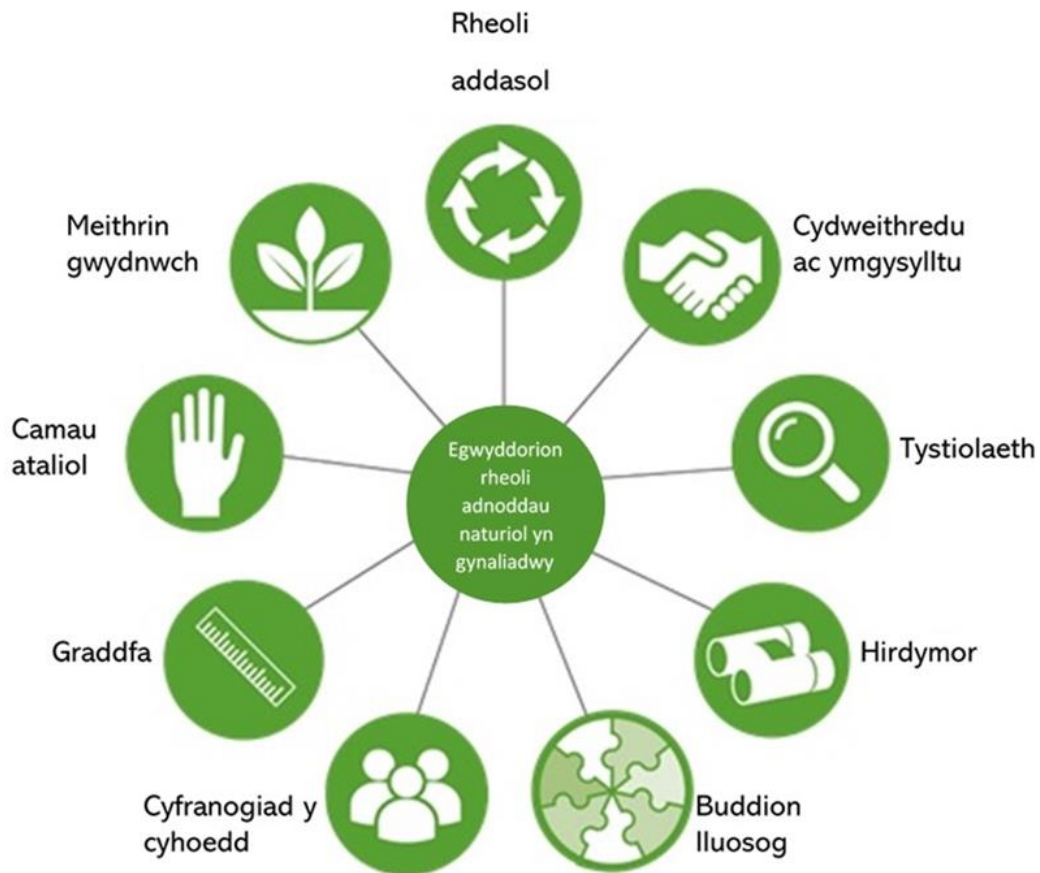 Rheoli
addasol
Cydweithredu
ac ymgysylltu
Tystiolaeth
Hirdymor
Buddion
lluosog
Cyfranogiad y
cyhoedd
Graddfa
Camau
ataliol
Meithrin
gwydnwch
Egwyddorion
rheoli
adnoddau
naturiol yn
gynaliadwy